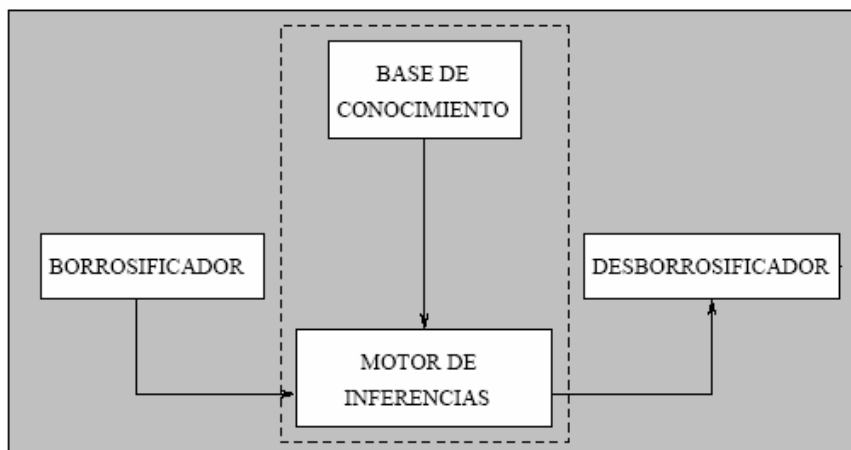 BASE DE
CONOCIMIENTO
BORROSIFICADOR
DESBORROSIFICADOR
MOTOR DE
INFERENCIAS